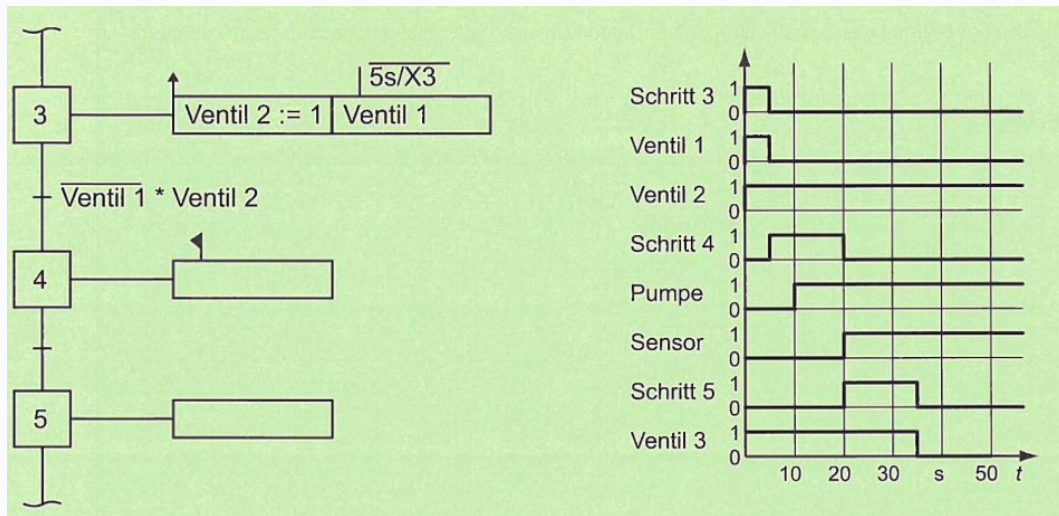 5s/X3
3
Ventil 2 := 1
Ventil 1
Ventil 1 * Ventil 2
4
5
Schritt 3
1
0
Ventil 1
1
0
Ventil 2
1
0
Schritt 4
1
0
Pumpe
1
0
Sensor
1
0
Schritt 5
1
0
Ventil 3
1
0
10 20 30 s 50 t